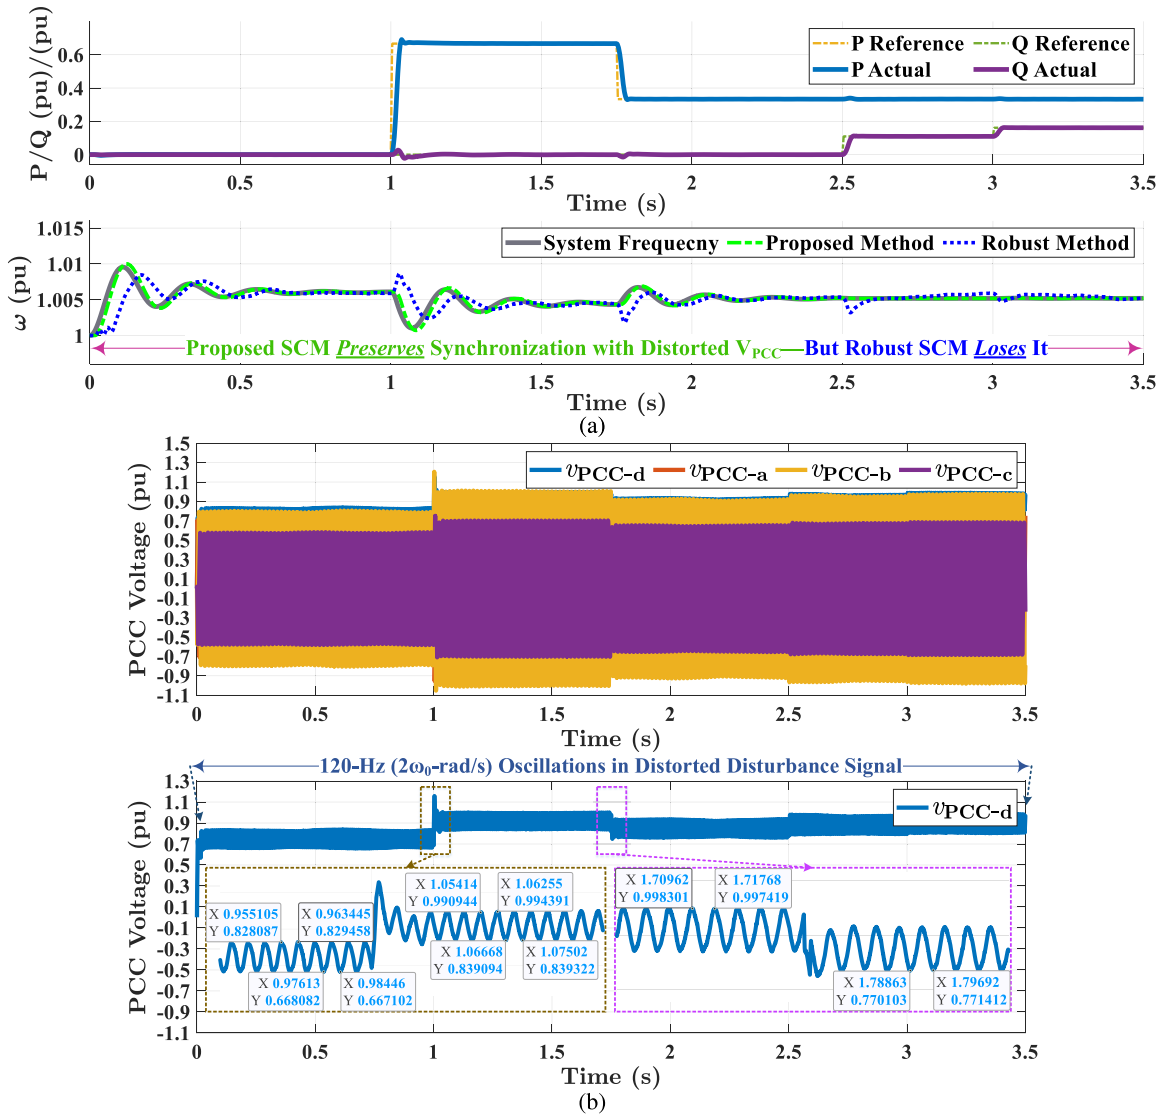 P/Q (pu)/(pu)
0.6
0.4
0.2
0
P Reference
Q Reference
P Actual
Q Actual
0
0.5
1
1.5
2
2.5
3
3.5
Time (s)
ω (pu)
1.015
1.01
1.005
1
System Frequecny
Proposed Method
Robust Method
Proposed SCM Preserves Synchronization with Distorted VPCC—But Robust SCM Loses It
0
0.5
1
1.5
2
2.5
3
3.5
Time (s)
(a)
PCC Voltage (pu)
1.5
1.3
1.1
0.9
0.7
0.5
0.3
0.1
-0.1
-0.3
-0.5
-0.7
-0.9
-1.1
vPCC-d
vPCC-a
vPCC-b
vPCC-c
0
0.5
1
1.5
2
2.5
3
3.5
Time (s)
120-Hz (2ω0-rad/s) Oscillations in Distorted Disturbance Signal
PCC Voltage (pu)
1.3
1.1
0.9
0.7
0.5
0.3
0.1
-0.1
-0.3
-0.5
-0.7
-0.9
-1.1
vPCC-d
X 0.955105
Y 0.828087
X 0.963445
Y 0.829458
X 1.05414
Y 0.990944
X 1.06255
Y 0.994391
X 1.70962
Y 0.998301
X 1.71768
Y 0.997419
X 0.97613
Y 0.668082
X 0.98446
Y 0.667102
X 1.06668
Y 0.839094
X 1.07502
Y 0.839322
X 1.78863
Y 0.770103
X 1.79692
Y 0.771412
0
0.5
1
1.5
2
2.5
3
3.5
Time (s)
(b)